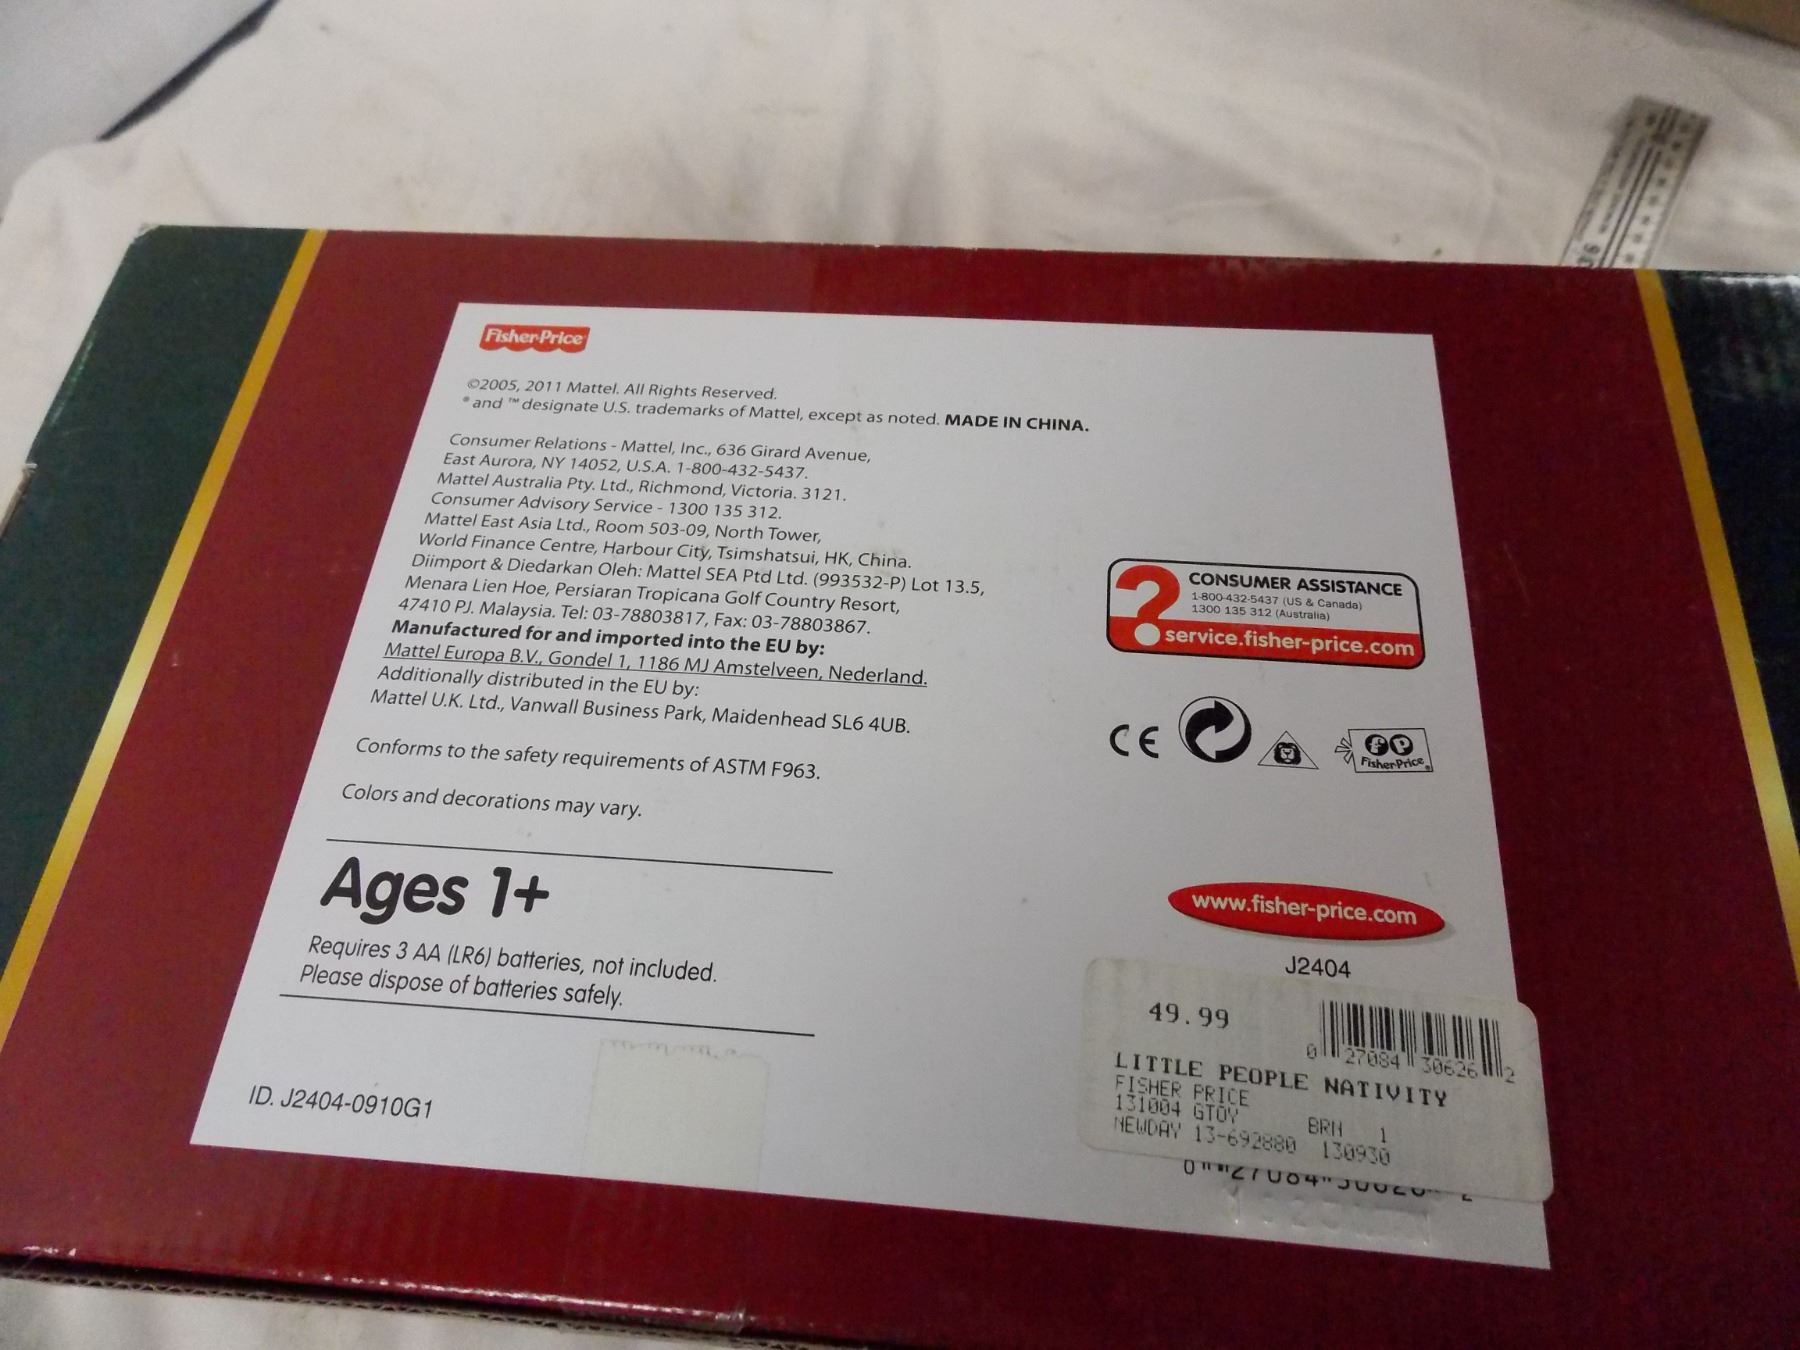 Fisher-Price
©2005, 2011 Mattel. All Rights Reserved.
® and ™ designate U.S. trademarks of Mattel, except as noted. MADE IN CHINA.
Consumer Relations - Mattel, Inc., 636 Girard Avenue,
East Aurora, NY 14052, U.S.A. 1-800-432-5437.
Mattel Australia Pty. Ltd., Richmond, Victoria. 3121.
Consumer Advisory Service - 1300 135 312.
Mattel East Asia Ltd., Room 503-09, North Tower,
World Finance Centre, Harbour City, Tsimshatsui, HK, China.
Diimport & Diedarkan Oleh: Mattel SEA Ptd Ltd. (993532-P) Lot 13.5,
Menara Lien Hoe, Persiaran Tropicana Golf Country Resort,
47410 PJ. Malaysia. Tel: 03-78803817, Fax: 03-78803867.
Manufactured for and imported into the EU by:
Mattel Europa B.V., Gondel 1, 1186 MJ Amstelveen, Nederland.
Additionally distributed in the EU by:
Mattel U.K. Ltd., Vanwall Business Park, Maidenhead SL6 4UB.
Conforms to the safety requirements of ASTM F963.
Colors and decorations may vary.
Ages 1+
Requires 3 AA (LR6) batteries, not included.
Please dispose of batteries safely.
ID. J2404-0910G1
? CONSUMER ASSISTANCE
1-800-432-5437 (US & Canada)
1300 135 312 (Australia)
service.fisher-price.com
CE
fP
Fisher-Price®
www.fisher-price.com
J2404
49.99
0 27084 30626 2
LITTLE PEOPLE NATIVITY
FISHER PRICE
131004 GTOY BRN 1
NEWDAY 13-692880 130930
36